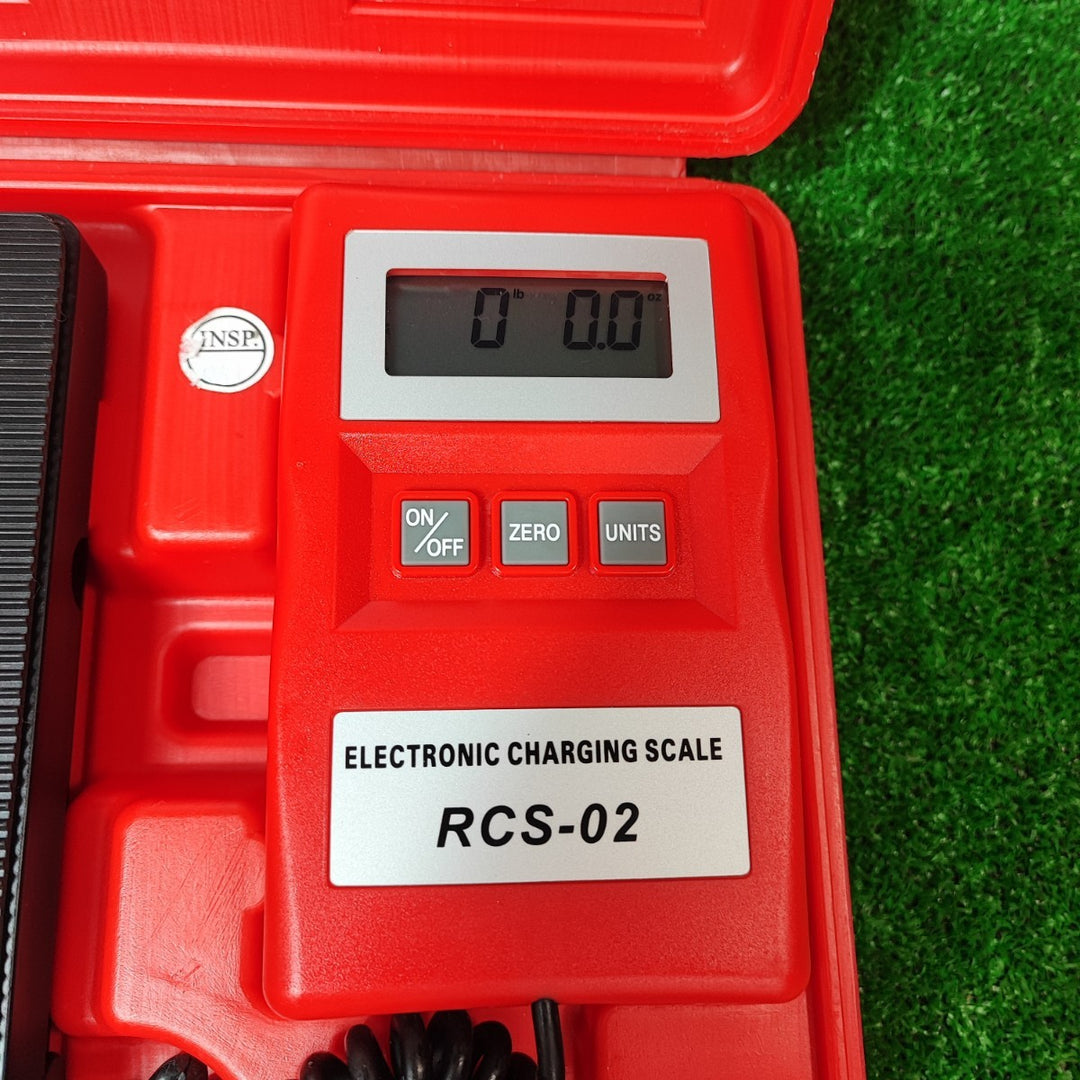 INSP.
0 lb 0.0 oz
ON/OFF ZERO UNITS
ELECTRONIC CHARGING SCALE
RCS-02